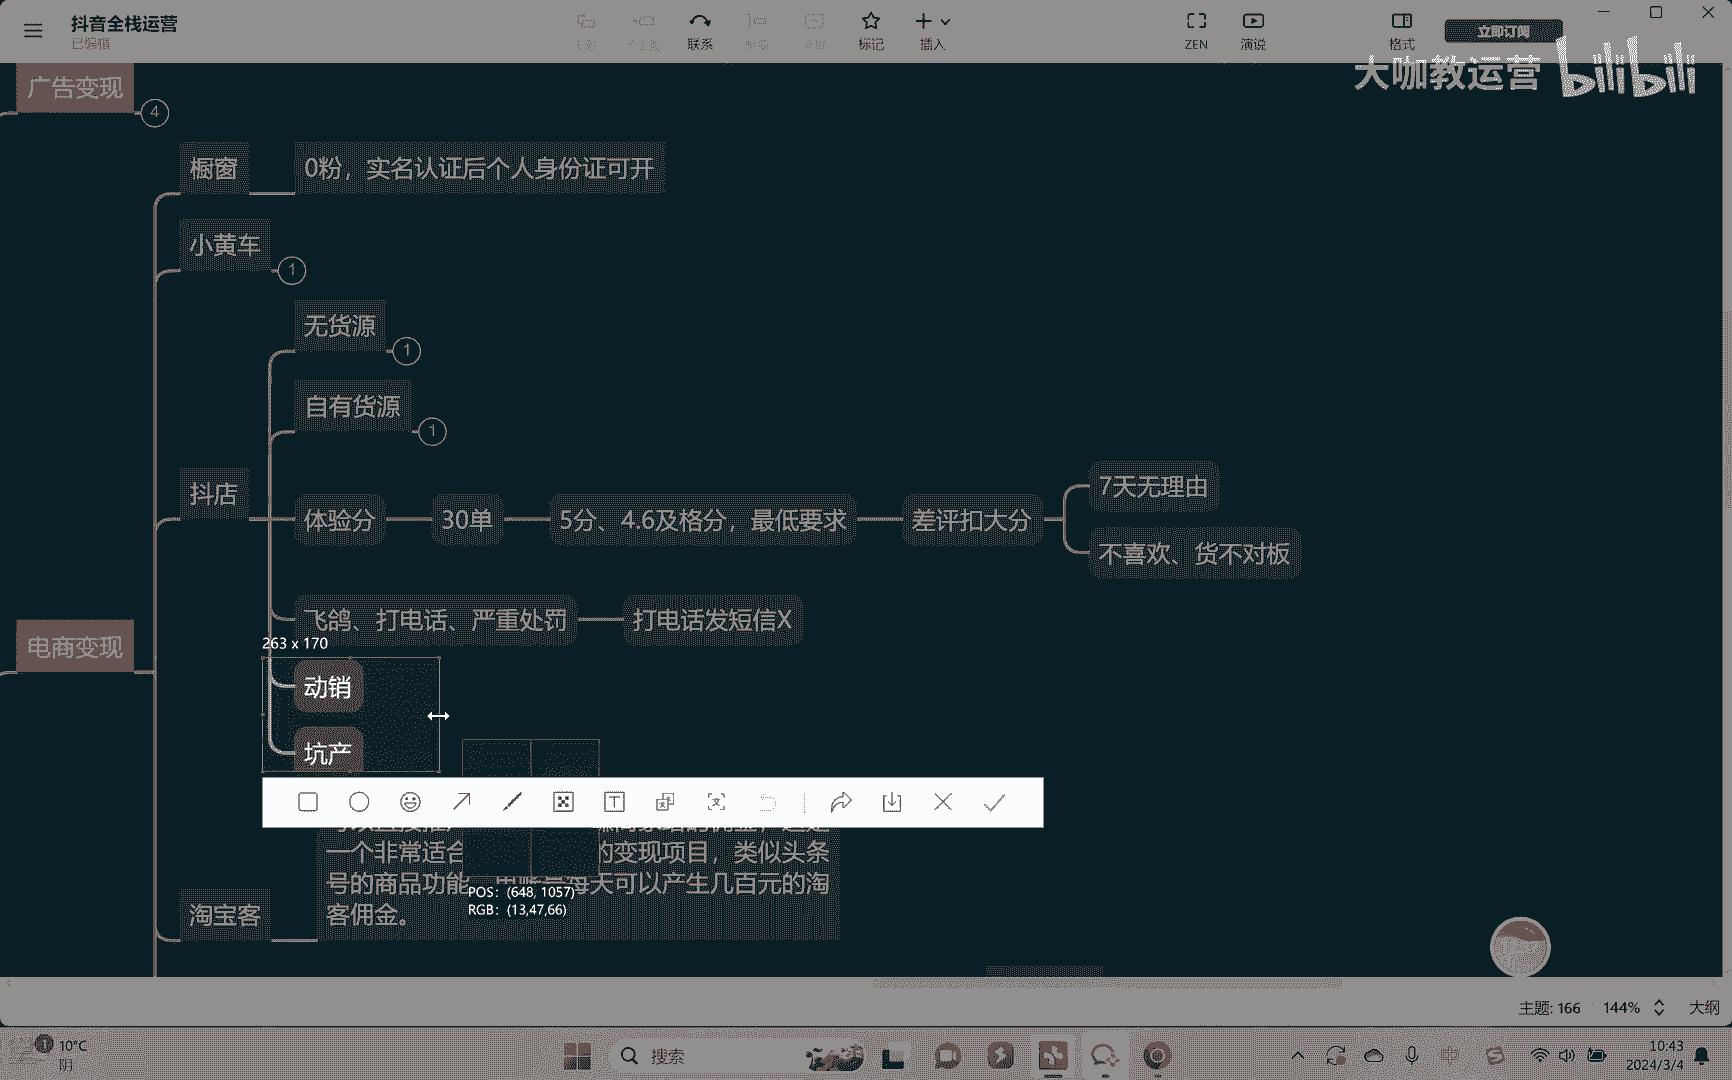 抖音全栈运营
已编辑
联系
标记
插入
ZEN
演说
格式
立即订阅
大咖教运营 bilibili
广告变现
4
橱窗
0粉，实名认证后个人身份证可开
小黄车
1
无货源
1
自有货源
1
抖店
体验分
30单
5分、4.6及格分，最低要求
差评扣大分
7天无理由
不喜欢、货不对板
飞鸽、打电话、严重处罚
打电话发短信X
电商变现
263 x 170
动销
坑产
一个非常适合
的变现项目，类似头条
号的商品功能
每天可以产生几百元的淘
客佣金。
POS: (648, 1057)
RGB: (13,47,66)
淘宝客
主题: 166
144%
大纲
1
10°C
阴
搜索
中
10:43
2024/3/4